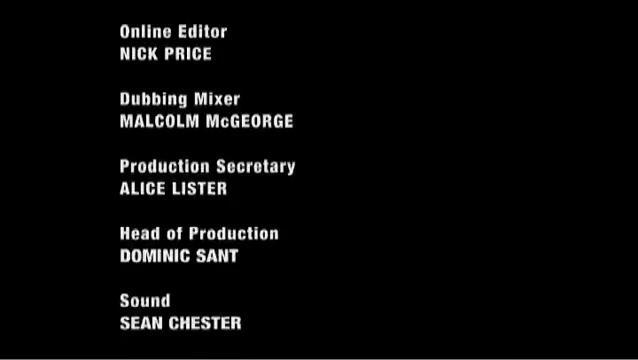 Online Editor
NICK PRICE
Dubbing Mixer
MALCOLM McGEORGE
Production Secretary
ALICE LISTER
Head of Production
DOMINIC SANT
Sound
SEAN CHESTER